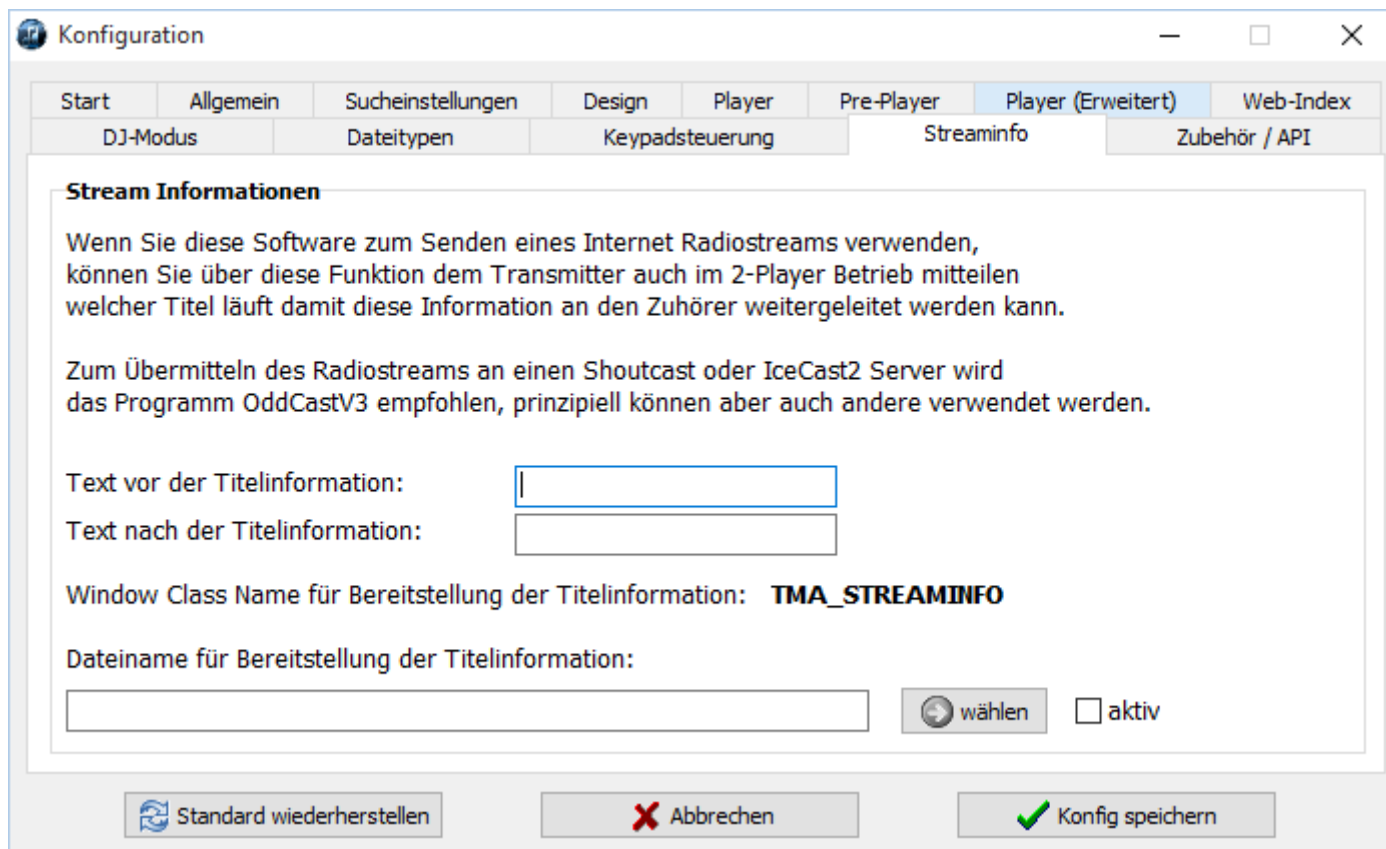 Konfiguration
Start Allgemein Sucheinstellungen Design Player Pre-Player Player (Erweitert) Web-Index
DJ-Modus Dateitypen Keypadsteuerung Streaminfo Zubehör / API
Stream Informationen
Wenn Sie diese Software zum Senden eines Internet Radiostreams verwenden,
können Sie über diese Funktion dem Transmitter auch im 2-Player Betrieb mitteilen
welcher Titel läuft damit diese Information an den Zuhörer weitergeleitet werden kann.
Zum Übermitteln des Radiostreams an einen Shoutcast oder IceCast2 Server wird
das Programm OddCastV3 empfohlen, prinzipiell können aber auch andere verwendet werden.
Text vor der Titelinformation:
Text nach der Titelinformation:
Window Class Name für Bereitstellung der Titelinformation: TMA_STREAMINFO
Dateiname für Bereitstellung der Titelinformation:
wählen aktiv
Standard wiederherstellen Abbrechen Konfig speichern